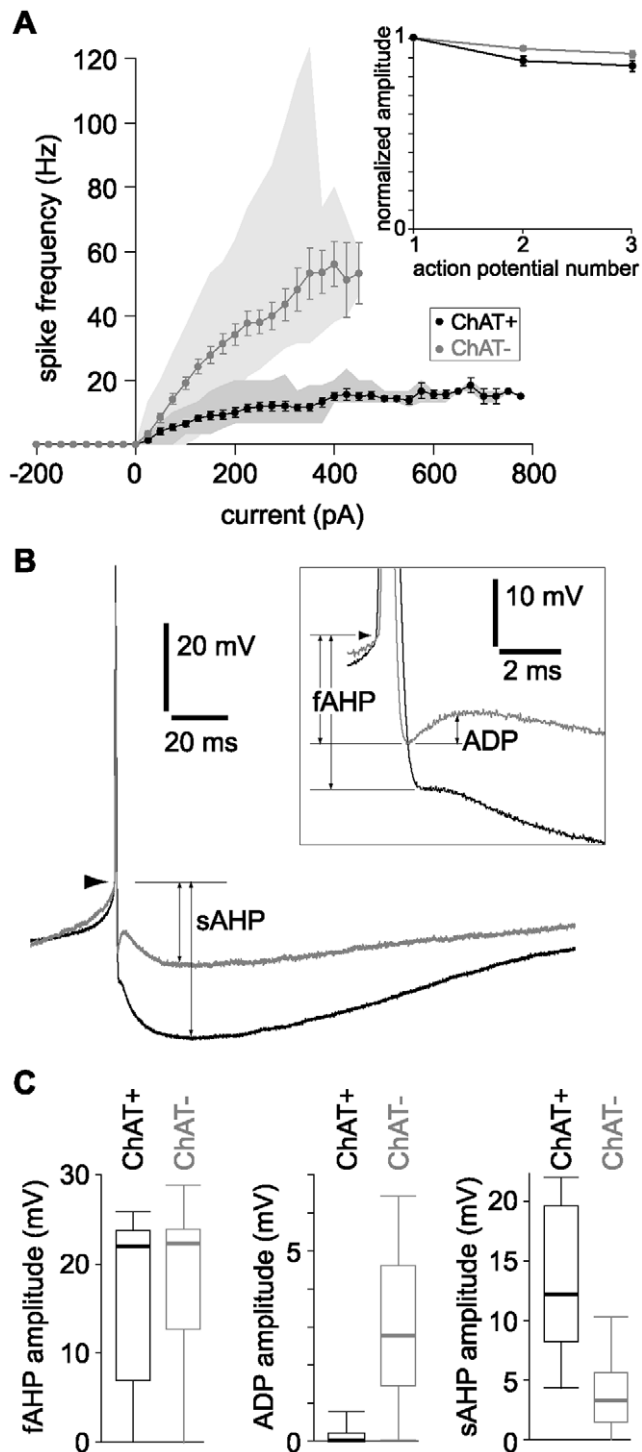 A
120
100
80
60
40
20
spike frequency (Hz)
-200
0
200
400
600
800
current (pA)
1
0
normalized amplitude
1
2
3
action potential number
ChAT+
ChAT-
B
20 mV
20 ms
sAHP
10 mV
2 ms
fAHP
ADP
C
ChAT+
ChAT-
30
20
10
0
fAHP amplitude (mV)
ChAT+
ChAT-
5
0
ADP amplitude (mV)
ChAT+
ChAT-
20
15
10
5
0
sAHP amplitude (mV)